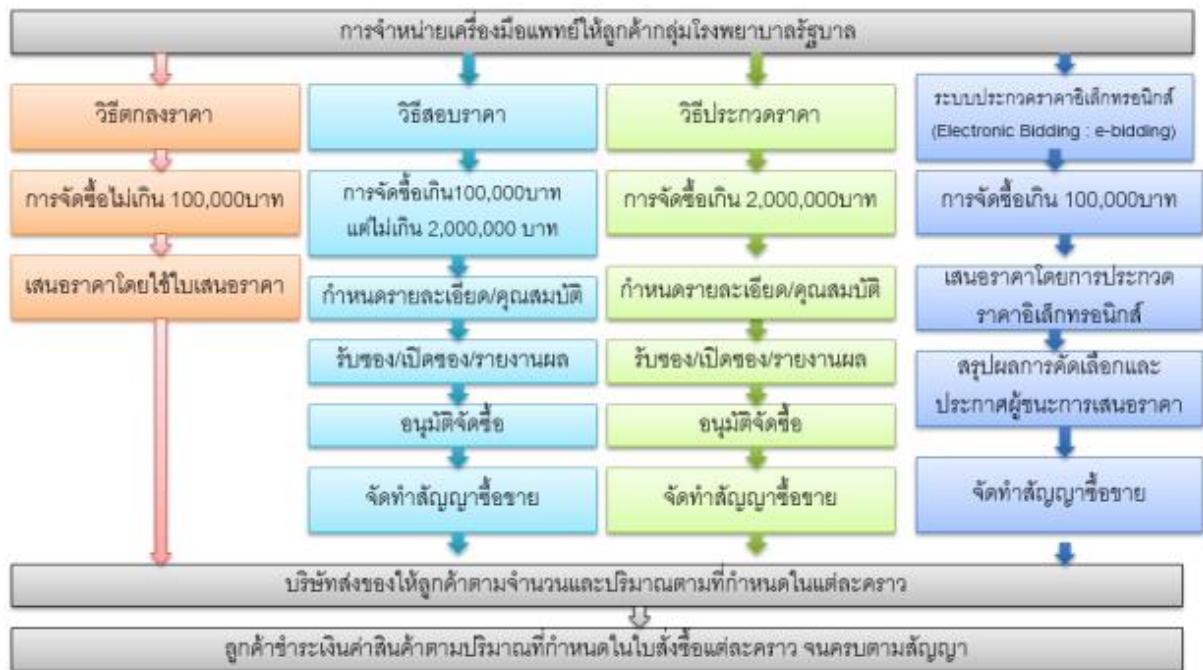 การจำหน่ายเครื่องมือแพทย์ให้ลูกค้ากลุ่มโรงพยาบาลรัฐบาล
วิธีตกลงราคา
การจัดซื้อไม่เกิน 100,000บาท
เสนอราคาโดยใช้ใบเสนอราคา
วิธีสอบราคา
การจัดซื้อเกิน100,000บาท
แต่ไม่เกิน 2,000,000 บาท
กำหนดรายละเอียด/คุณสมบัติ
รับซอง/เปิดซอง/รายงานผล
อนุมัติจัดซื้อ
จัดทำสัญญาซื้อขาย
วิธีประกวดราคา
การจัดซื้อเกิน 2,000,000บาท
กำหนดรายละเอียด/คุณสมบัติ
รับซอง/เปิดซอง/รายงานผล
อนุมัติจัดซื้อ
จัดทำสัญญาซื้อขาย
ระบบประกวดราคาอิเล็กทรอนิกส์
(Electronic Bidding : e-bidding)
การจัดซื้อเกิน 100,000บาท
เสนอราคาโดยการประกวด
ราคาอิเล็กทรอนิกส์
สรุปผลการคัดเลือกและ
ประกาศผู้ชนะการเสนอราคา
จัดทำสัญญาซื้อขาย
บริษัทส่งของให้ลูกค้าตามจำนวนและปริมาณตามที่กำหนดในแต่ละคราว
ลูกค้าชำระเงินค่าสินค้าตามปริมาณที่กำหนดในใบสั่งซื้อแต่ละคราว จนครบตามสัญญา